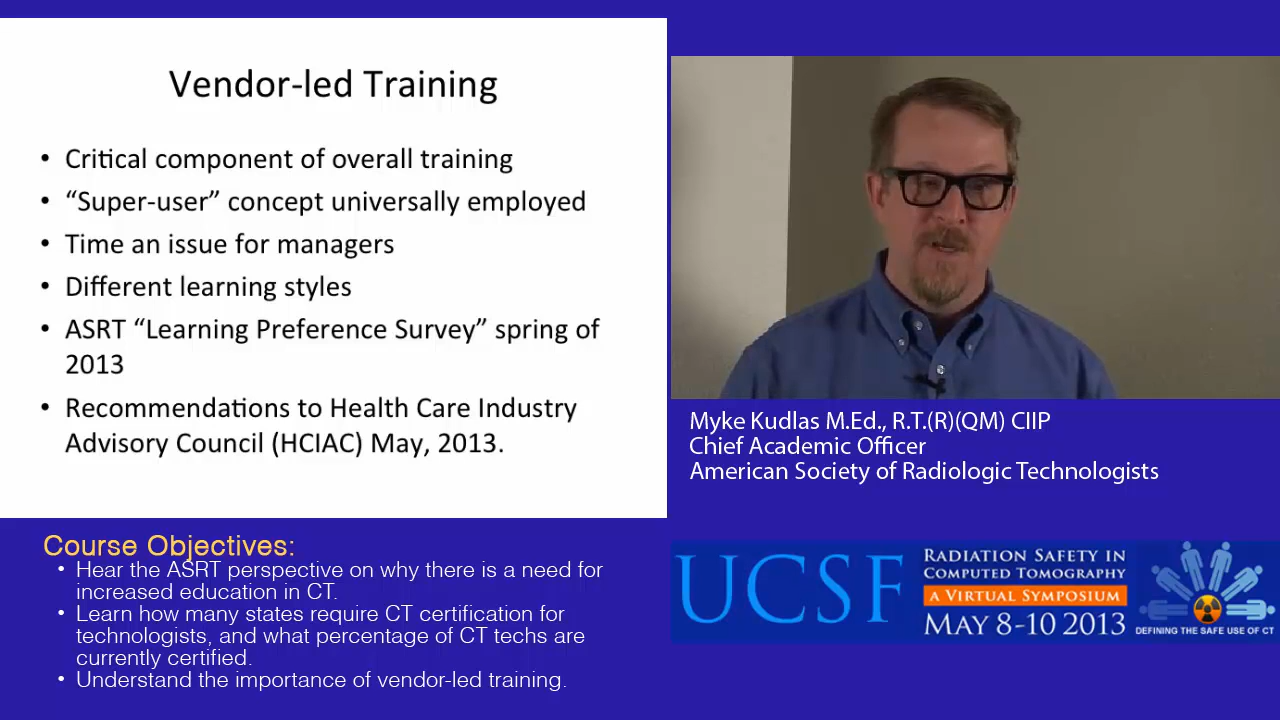 Vendor-led Training
• Critical component of overall training
• “Super-user” concept universally employed
• Time an issue for managers
• Different learning styles
• ASRT “Learning Preference Survey” spring of
2013
• Recommendations to Health Care Industry
Advisory Council (HCIAC) May, 2013.
Myke Kudlas M.Ed., R.T.(R)(QM) CIIP
Chief Academic Officer
American Society of Radiologic Technologists
Course Objectives:
• Hear the ASRT perspective on why there is a need for
increased education in CT.
• Learn how many states require CT certification for
technologists, and what percentage of CT techs are
currently certified.
• Understand the importance of vendor-led training.
UCSF
RADIATION SAFETY IN
COMPUTED TOMOGRAPHY
A VIRTUAL SYMPOSIUM
MAY 8-10 2013
DEFINING THE SAFE USE OF CT